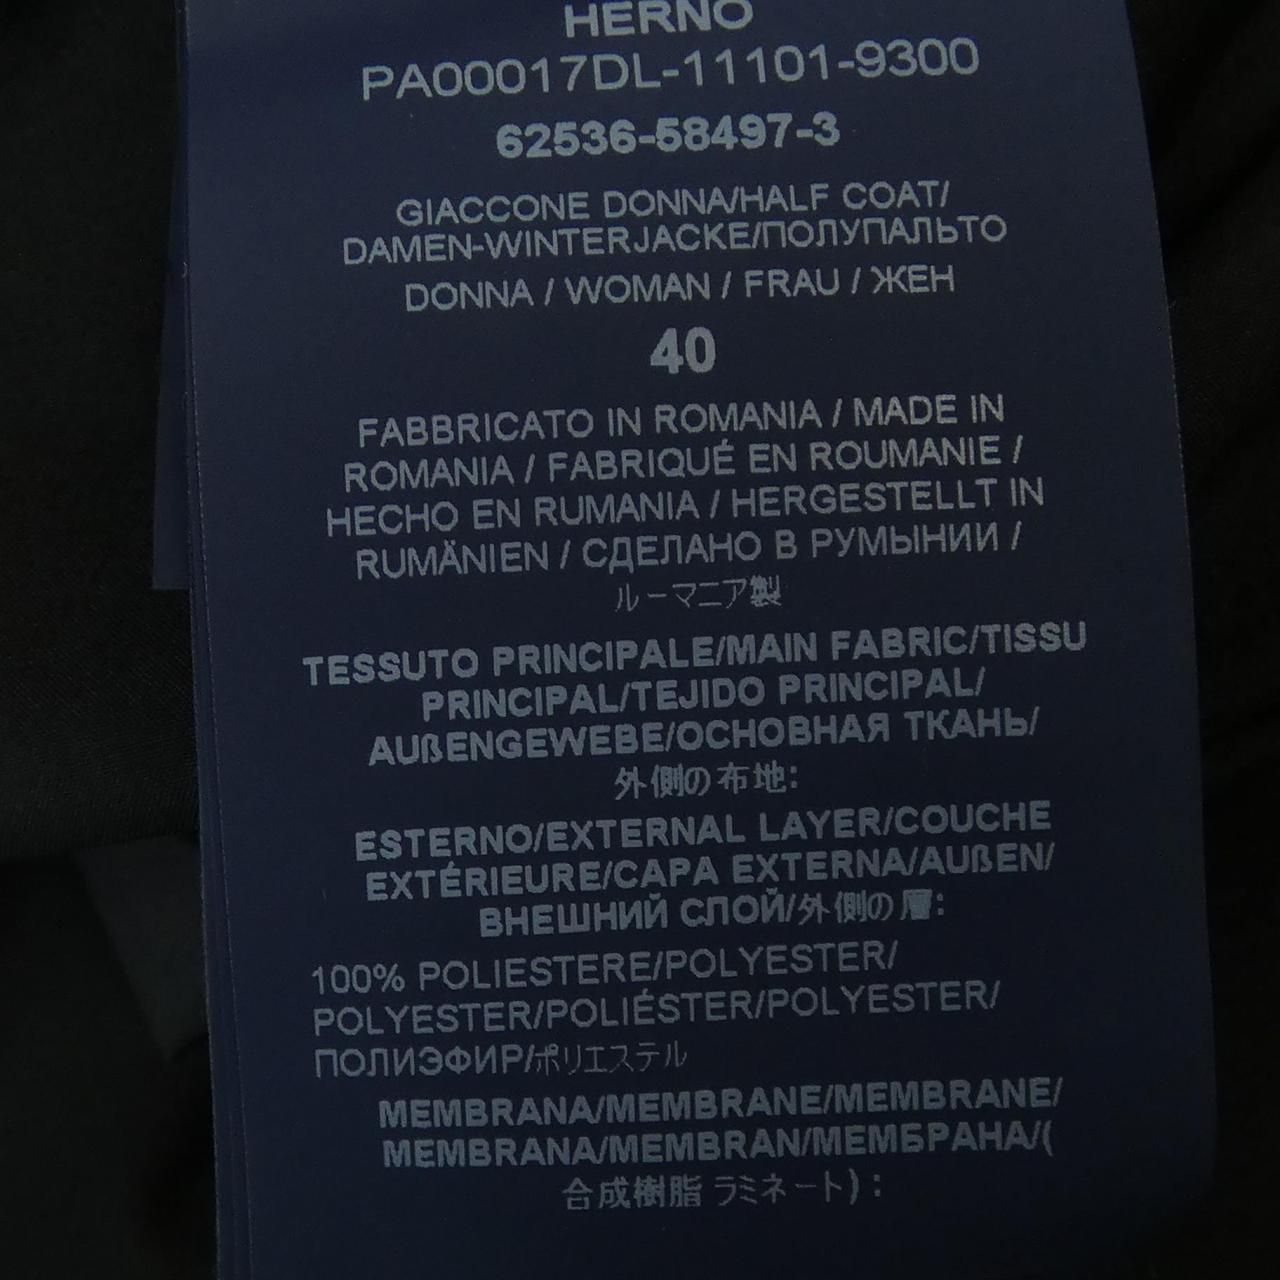 HERNO
PA00017DL-11101-9300
62536-58497-3
GIACCONE DONNA/HALF COAT/
DAMEN-WINTERJACKE/ПОЛУПАЛЬТО
DONNA / WOMAN / FRAU / ЖЕН
40
FABBRICATO IN ROMANIA / MADE IN
ROMANIA / FABRIQUÉ EN ROUMANIE /
HECHO EN RUMANIA / HERGESTELLT IN
RUMÄNIEN / СДЕЛАНО В РУМЫНИИ /
ルーマニア製
TESSUTO PRINCIPALE/MAIN FABRIC/TISSU
PRINCIPAL/TEJIDO PRINCIPAL/
AUßENGEWEBE/ОСНОВНАЯ ТКАНЬ/
外側の布地:
ESTERNO/EXTERNAL LAYER/COUCHE
EXTÉRIEURE/CAPA EXTERNA/AUßEN/
ВНЕШНИЙ СЛОЙ/外側の層:
100% POLIESTERE/POLYESTER/
POLYESTER/POLIÉSTER/POLYESTER/
ПОЛИЭФИР/ポリエステル
MEMBRANA/MEMBRANE/MEMBRANE/
MEMBRANA/MEMBRAN/МЕМБРАНА/(
合成樹脂 ラミネート):